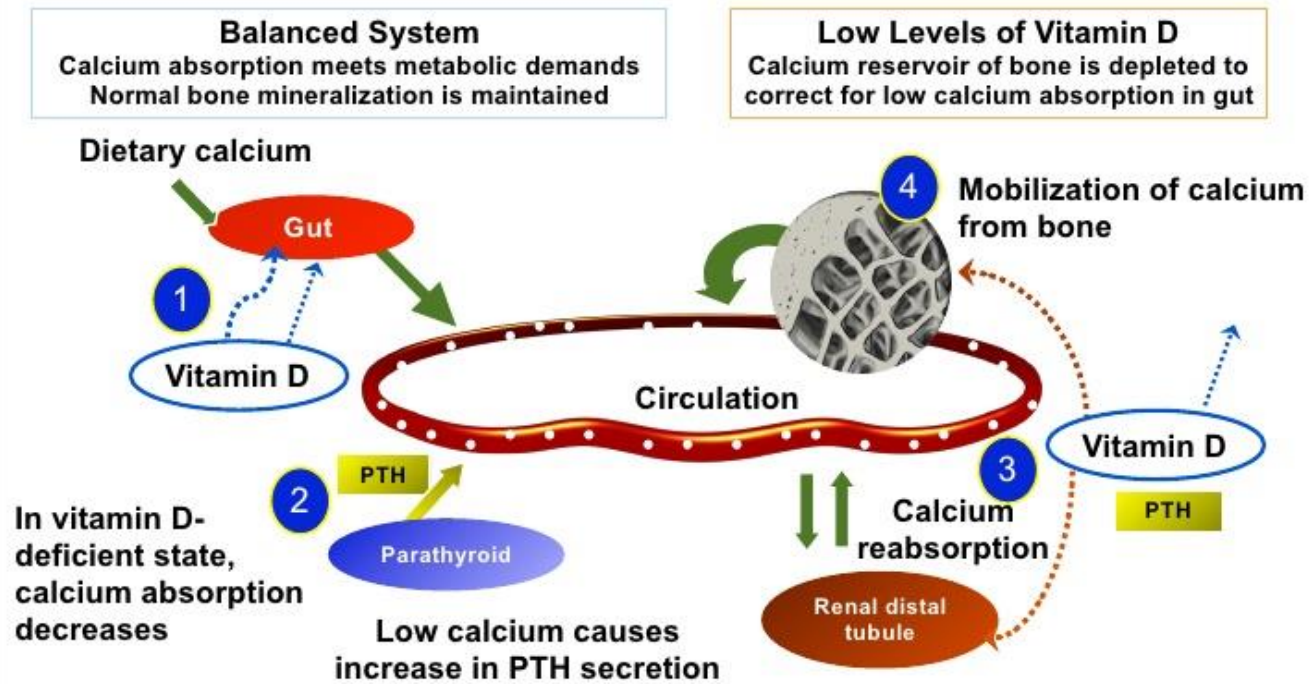 Balanced System
Calcium absorption meets metabolic demands
Normal bone mineralization is maintained
Low Levels of Vitamin D
Calcium reservoir of bone is depleted to
correct for low calcium absorption in gut
Dietary calcium
Gut
1
Vitamin D
4
Mobilization of calcium
from bone
Circulation
PTH
2
Parathyroid
In vitamin D-
deficient state,
calcium absorption
decreases
Low calcium causes
increase in PTH secretion
3
Calcium
reabsorption
Renal distal
tubule
Vitamin D
PTH